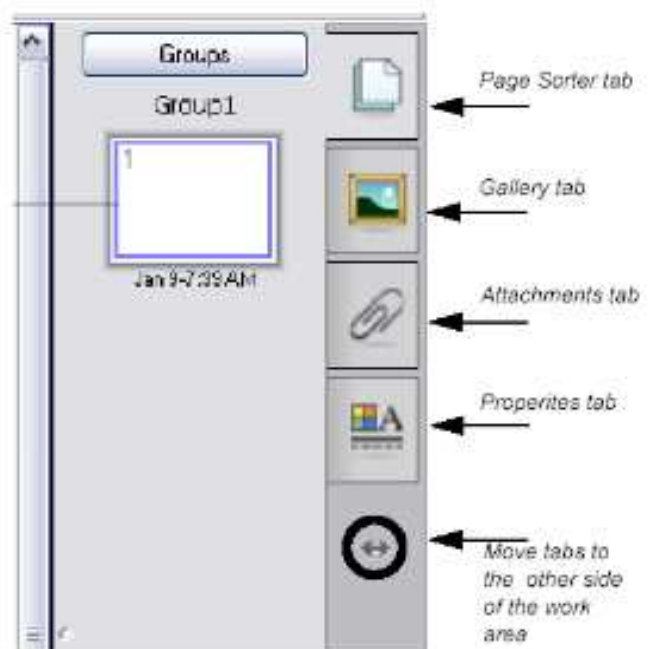 Groups
Group1
1
Jan 9-7:39 AM
Page Sorter tab
Gallery tab
Attachments tab
A
Properites tab
Move tabs to
the other side
of the work
area